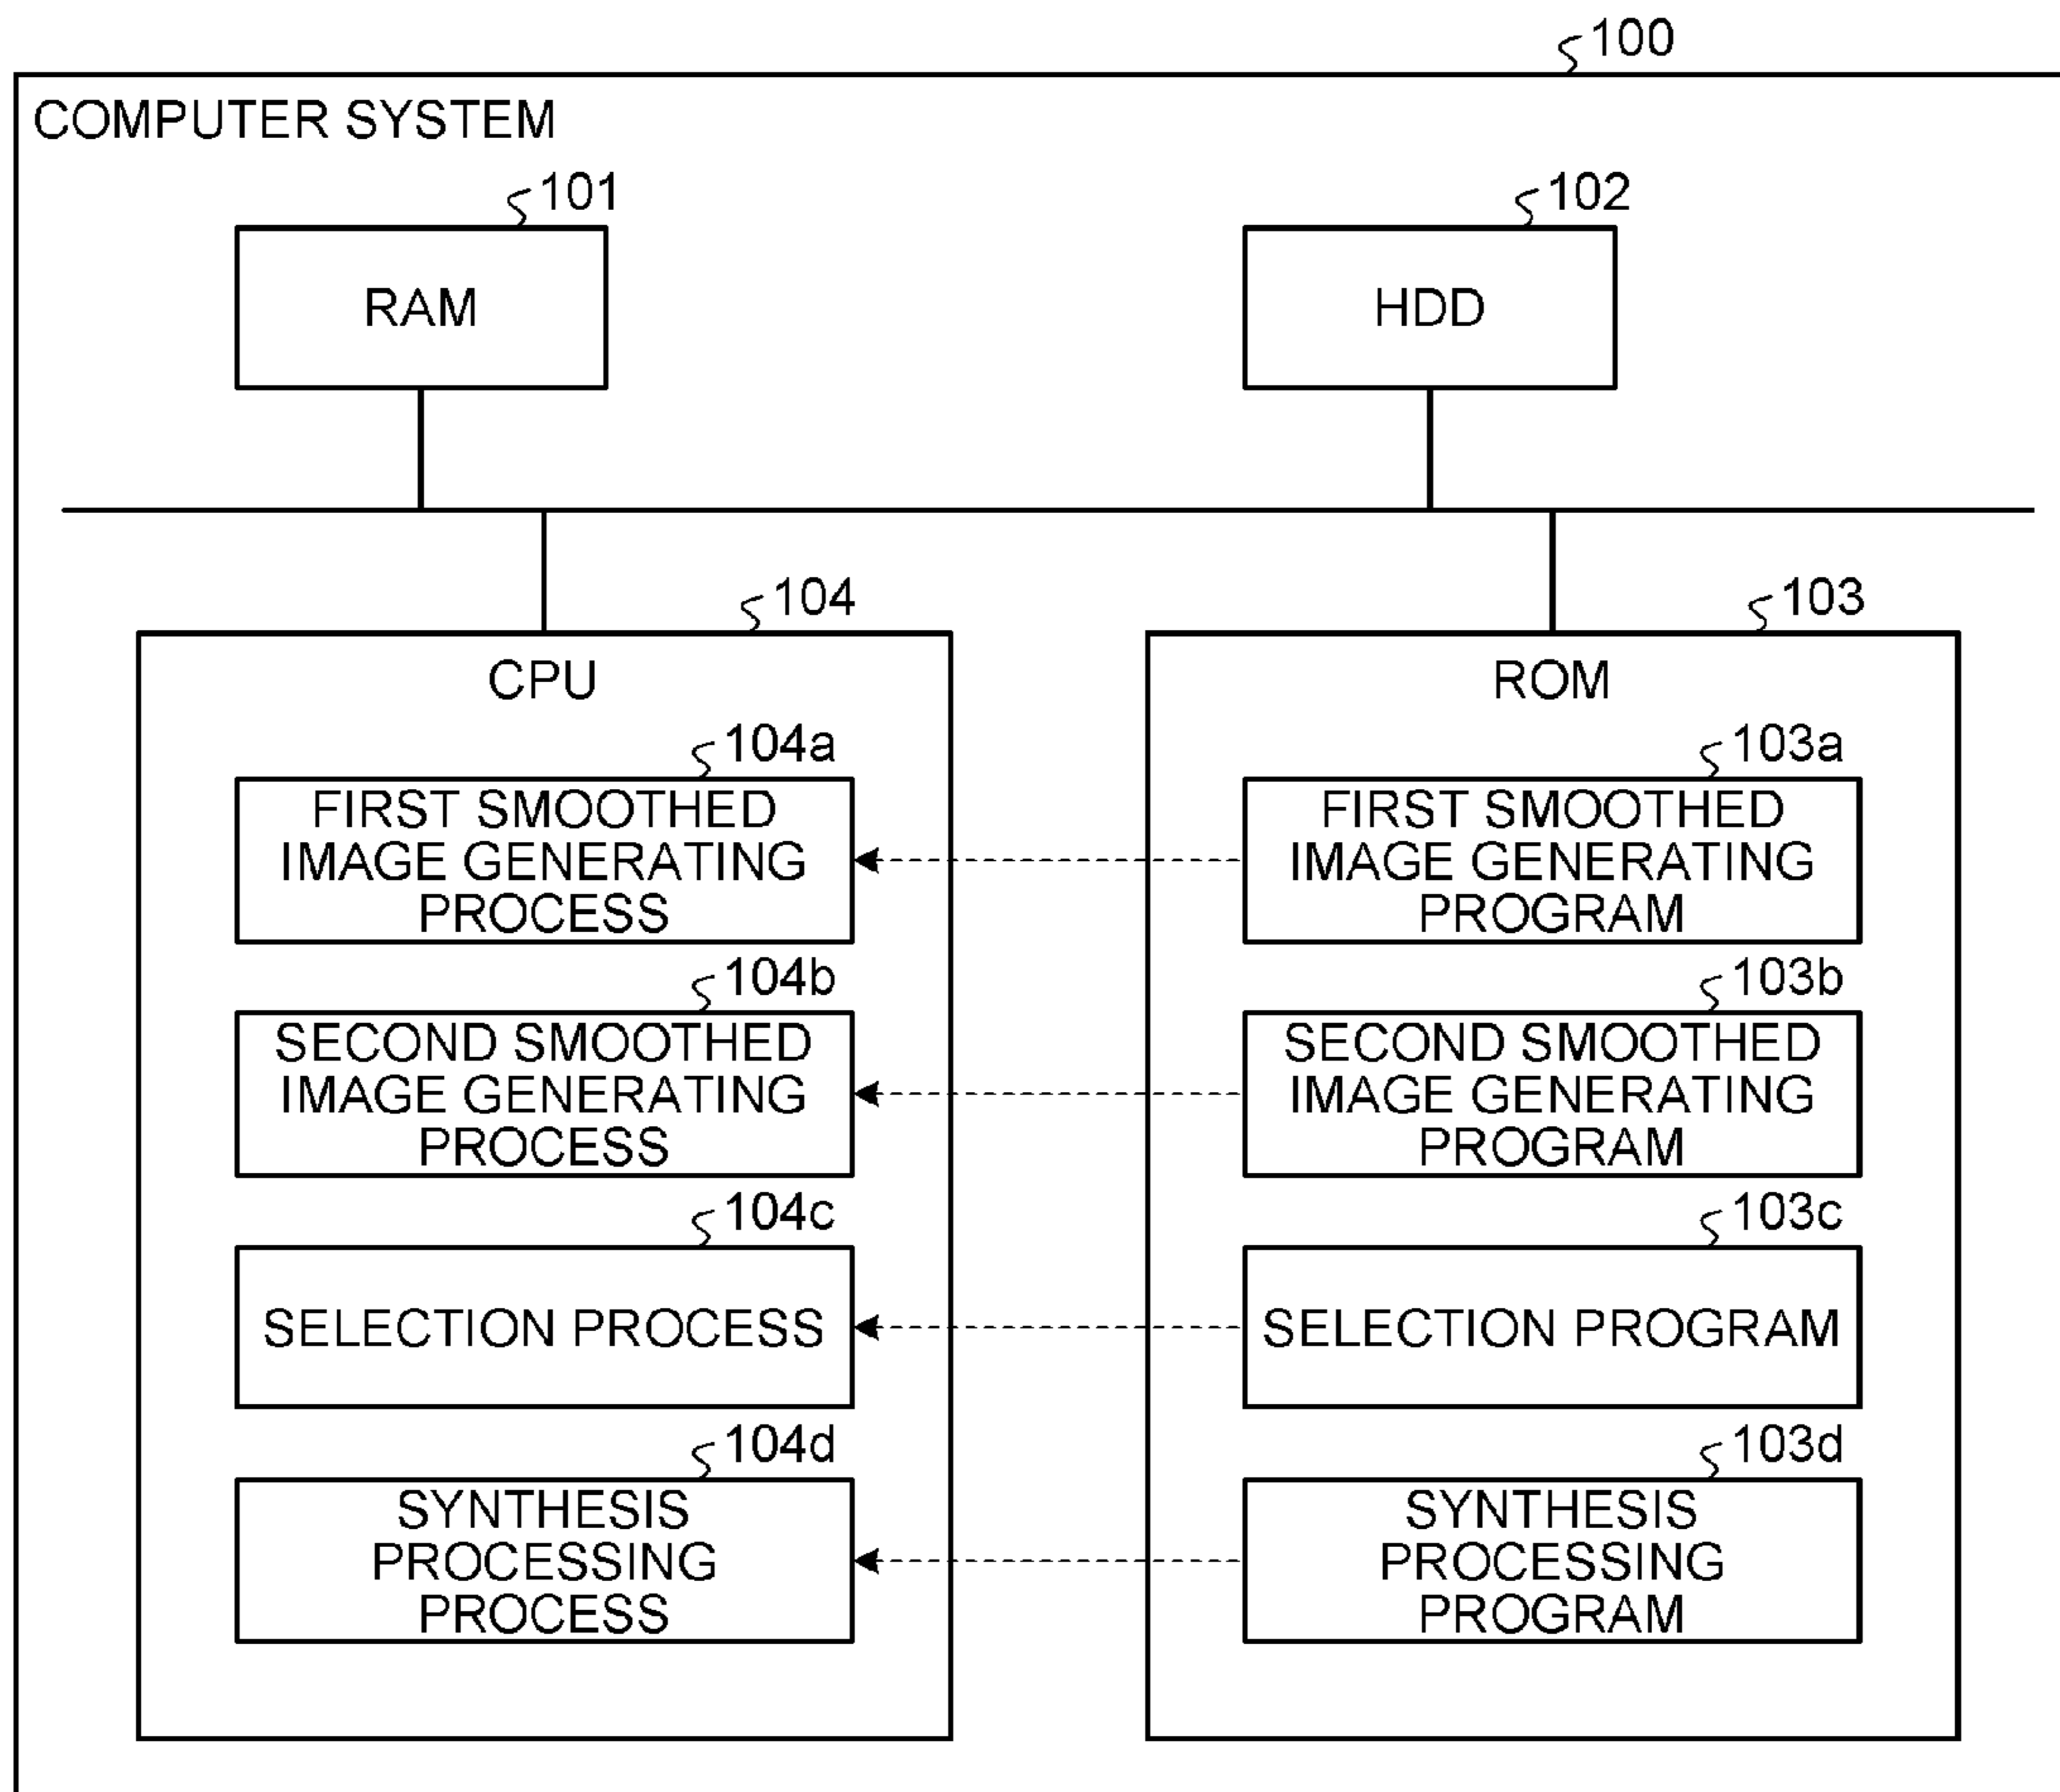 100
COMPUTER SYSTEM
101
102
RAM
HDD
104
103
CPU
ROM
104a
103a
FIRST SMOOTHED
IMAGE GENERATING
PROCESS
FIRST SMOOTHED
IMAGE GENERATING
PROGRAM
104b
103b
SECOND SMOOTHED
IMAGE GENERATING
PROCESS
SECOND SMOOTHED
IMAGE GENERATING
PROGRAM
104c
103c
SELECTION PROCESS
SELECTION PROGRAM
104d
103d
SYNTHESIS
PROCESSING
PROCESS
SYNTHESIS
PROCESSING
PROGRAM